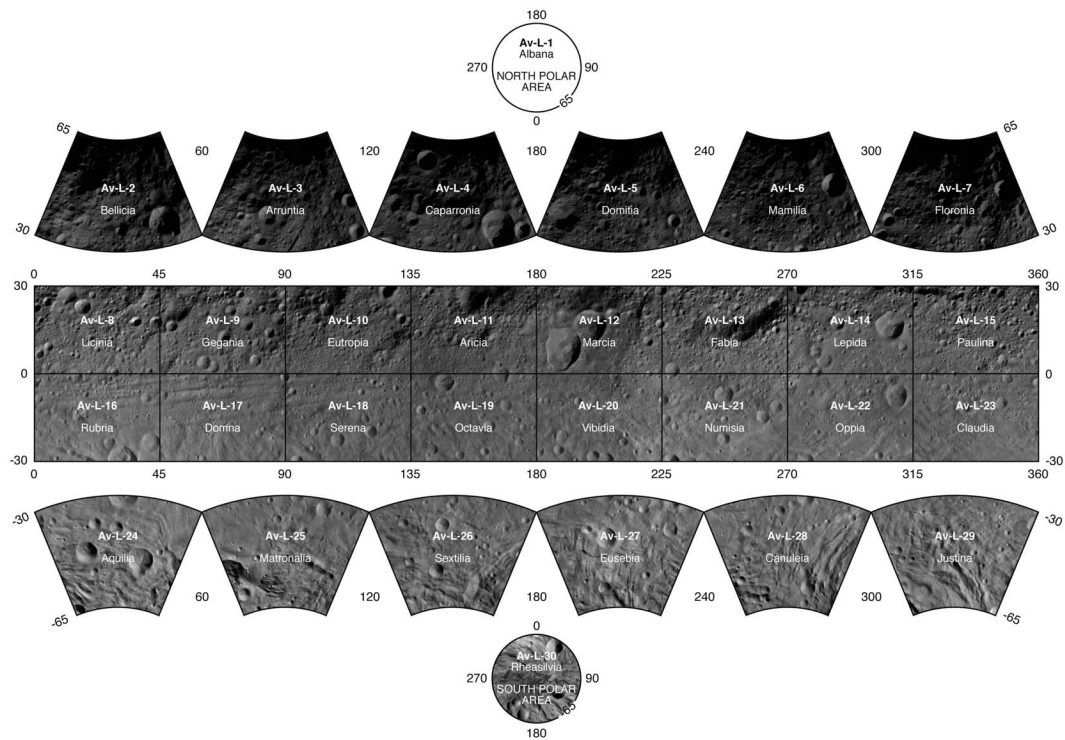 180
Av-L-1
Albana
270
90
NORTH POLAR
AREA
65
0
65
60
120
180
240
300
65
Av-L-2
Av-L-3
Av-L-4
Av-L-5
Av-L-6
Av-L-7
Bellicia
Arruntia
Caparronia
Domitia
Mamilia
Floronia
30
30
0
45
90
135
180
225
270
315
360
30
30
Av-L-8
Av-L-9
Av-L-10
Av-L-11
Av-L-12
Av-L-13
Av-L-14
Av-L-15
Licinia
Gegania
Eutropia
Aricia
Marcia
Fabia
Lepida
Paulina
0
0
Av-L-16
Av-L-17
Av-L-18
Av-L-19
Av-L-20
Av-L-21
Av-L-22
Av-L-23
Rubria
Domna
Serena
Octavia
Vibidia
Numisia
Oppia
Claudia
-30
-30
0
45
90
135
180
225
270
315
360
-30
-30
Av-L-24
Av-L-25
Av-L-26
Av-L-27
Av-L-28
Av-L-29
Aquilia
Matronalia
Sextilia
Eusebia
Canuleia
Justina
-65
60
120
180
240
300
-65
0
Av-L-30
Rheasilvia
270
90
SOUTH POLAR
AREA
-65
180